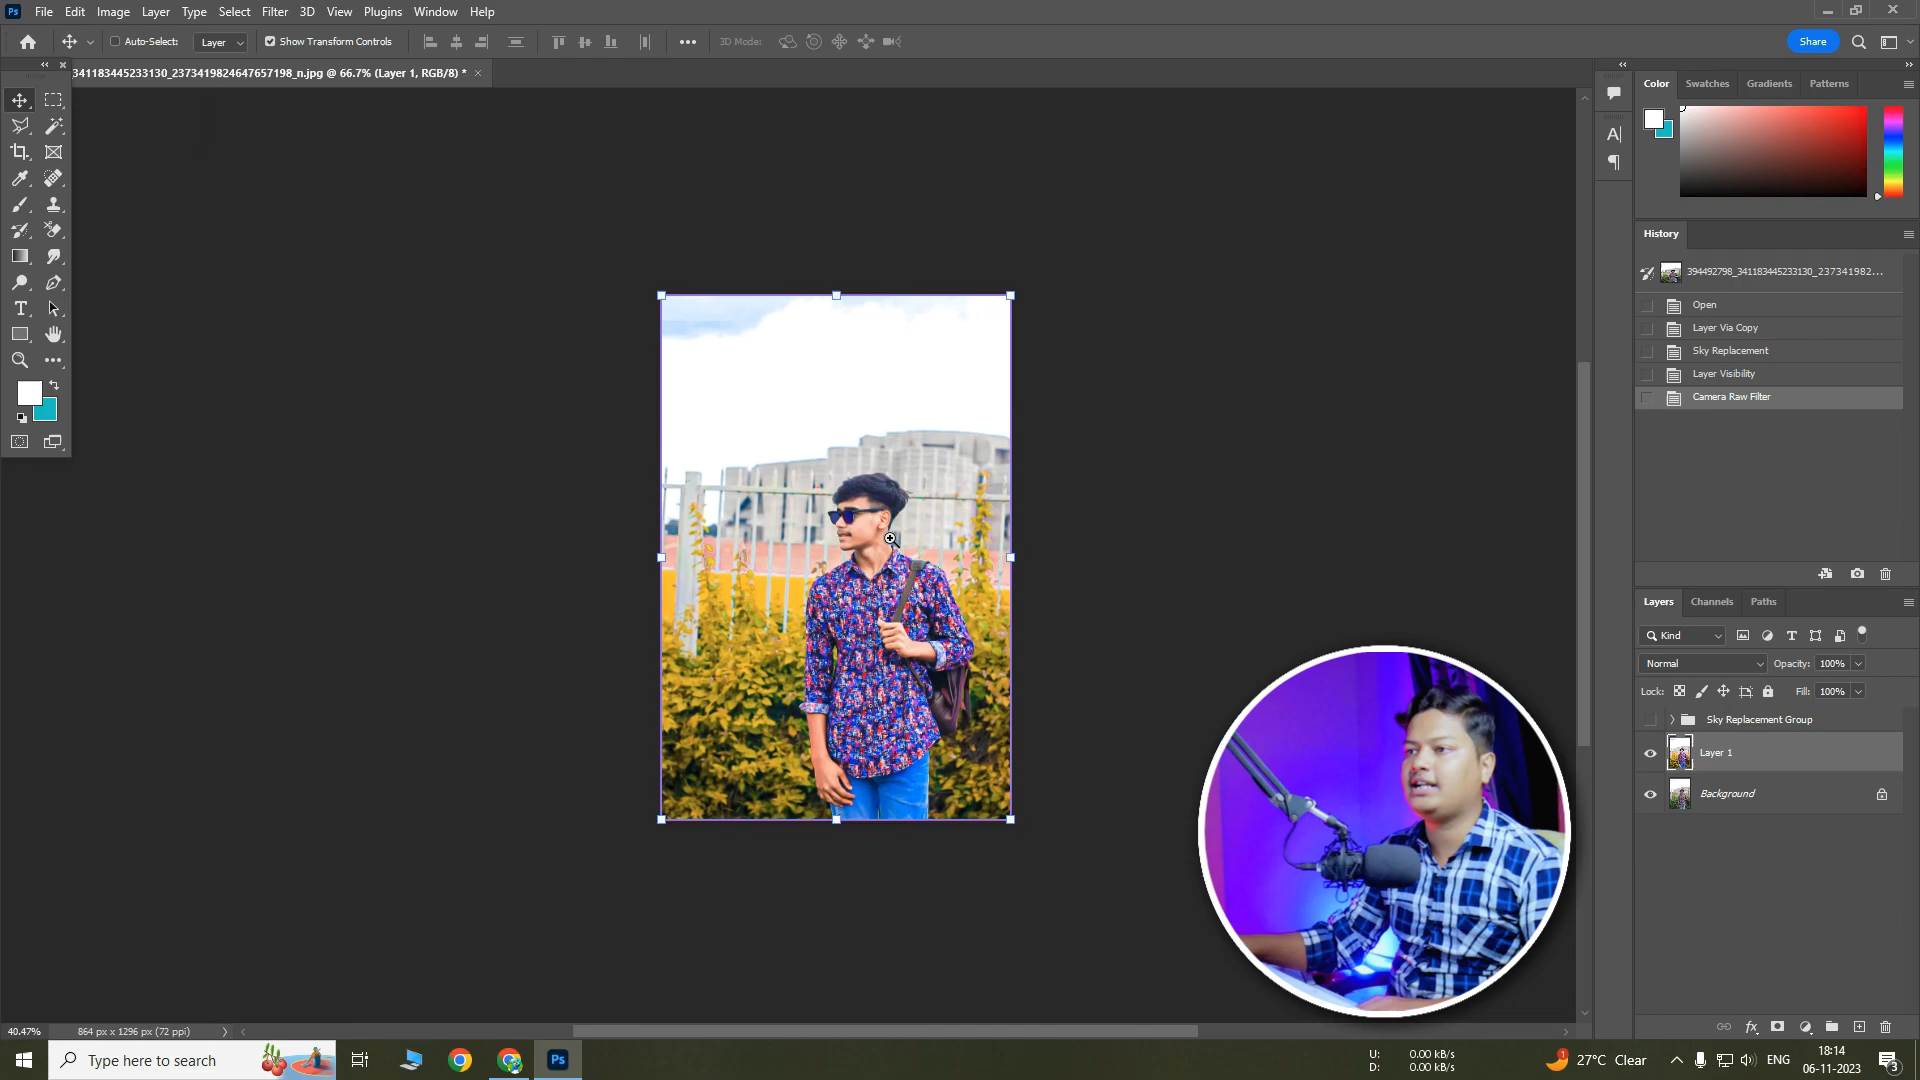 Ps File Edit Image Layer Type Select Filter 3D View Plugins Window Help
Auto-Select: Layer Show Transform Controls 3D Mode: Share
341183445233130_2373419824647657198_n.jpg @ 66.7% (Layer 1, RGB/8) *
Color Swatches Gradients Patterns
History
394492798_341183445233130_237341982...
Open
Layer Via Copy
Sky Replacement
Layer Visibility
Camera Raw Filter
Layers Channels Paths
Kind
Normal Opacity: 100%
Lock: Fill: 100%
Sky Replacement Group
Layer 1
Background
40.47% 864 px x 1296 px (72 ppi)
Type here to search
Ps
U: 0.00 kB/s
D: 0.00 kB/s
1
27°C Clear
ENG
18:14
06-11-2023
3